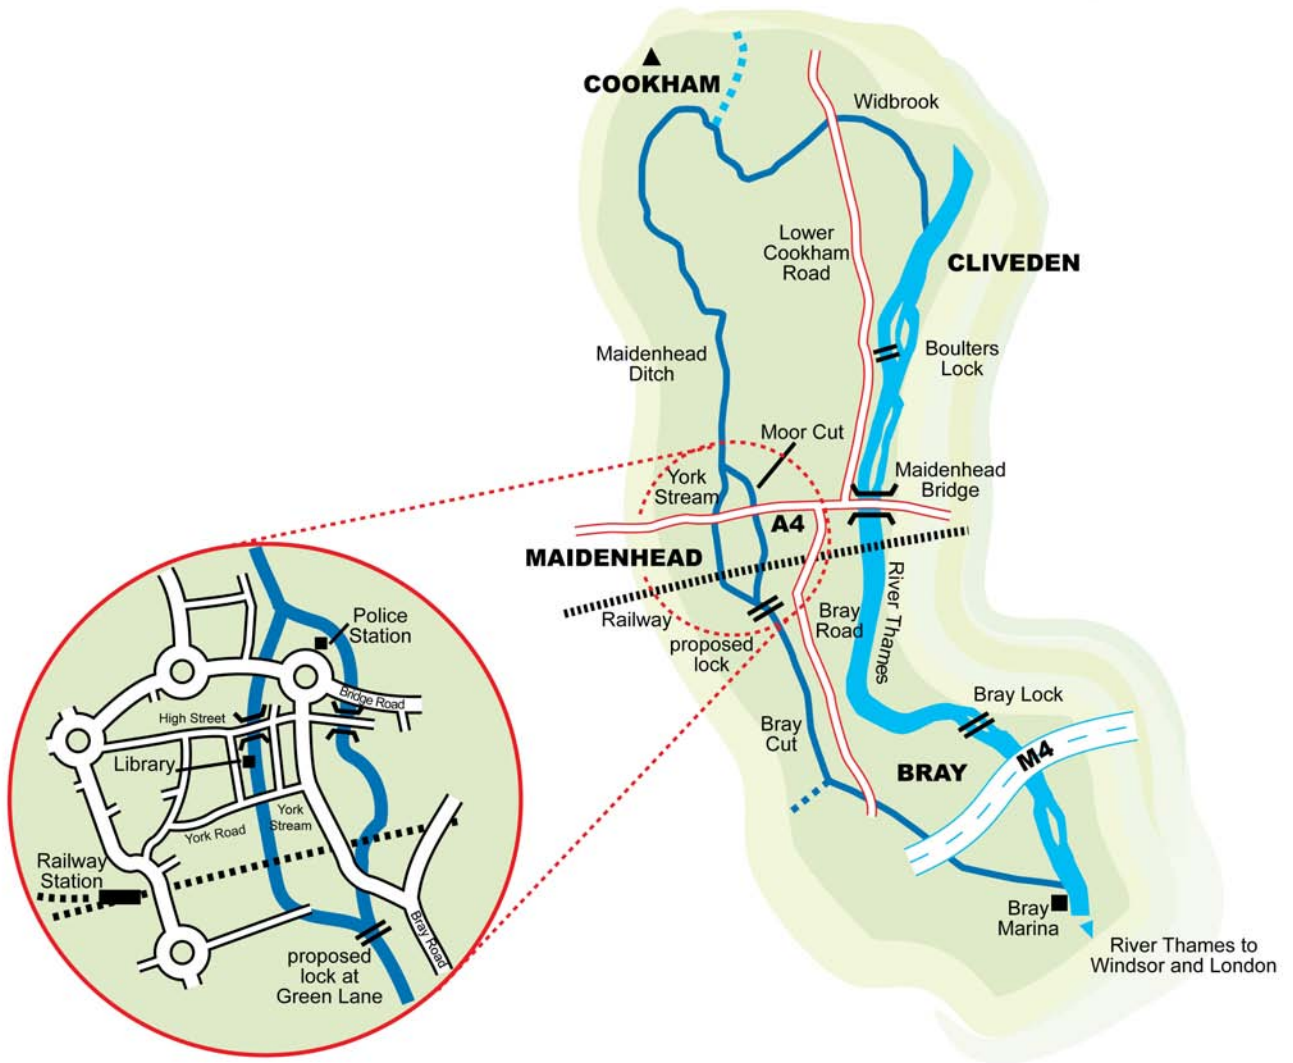 COOKHAM
Widbrook
Lower
Cookham
Road
CLIVEDEN
Maidenhead
Ditch
Boulters
Lock
Moor Cut
York
Stream
Maidenhead
Bridge
A4
MAIDENHEAD
Railway
proposed
lock
Bray
Road
River Thames
Bray Lock
Bray
Cut
BRAY
M4
Bray
Marina
River Thames to
Windsor and London
Police
Station
Bridge Road
High Street
Library
York
Stream
York Road
Railway
Station
Bray Road
proposed
lock at
Green Lane